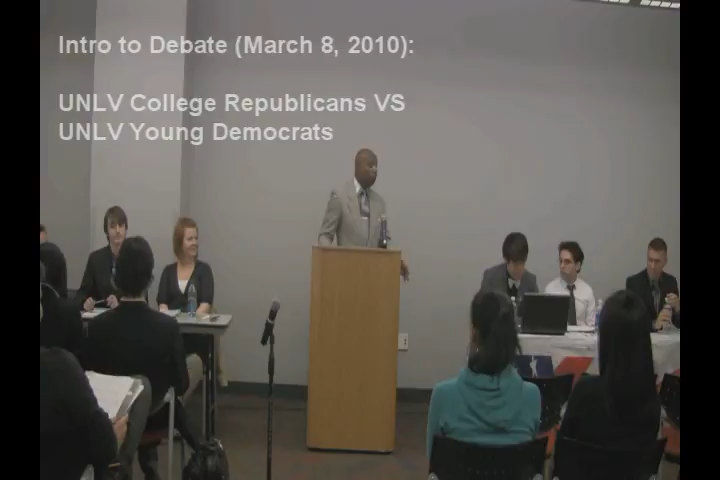 Intro to Debate (March 8, 2010):
UNLV College Republicans VS
UNLV Young Democrats